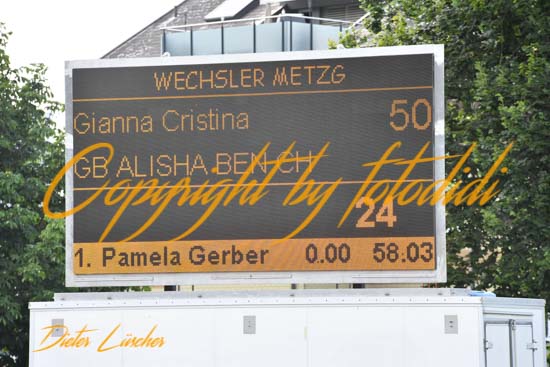 WECHSLER METZG
Gianna Cristina 50
GB ALISHA BEN CH
Copyright by fotodidi
24
1. Pamela Gerber 0.00 58.03
Dieter Lüscher